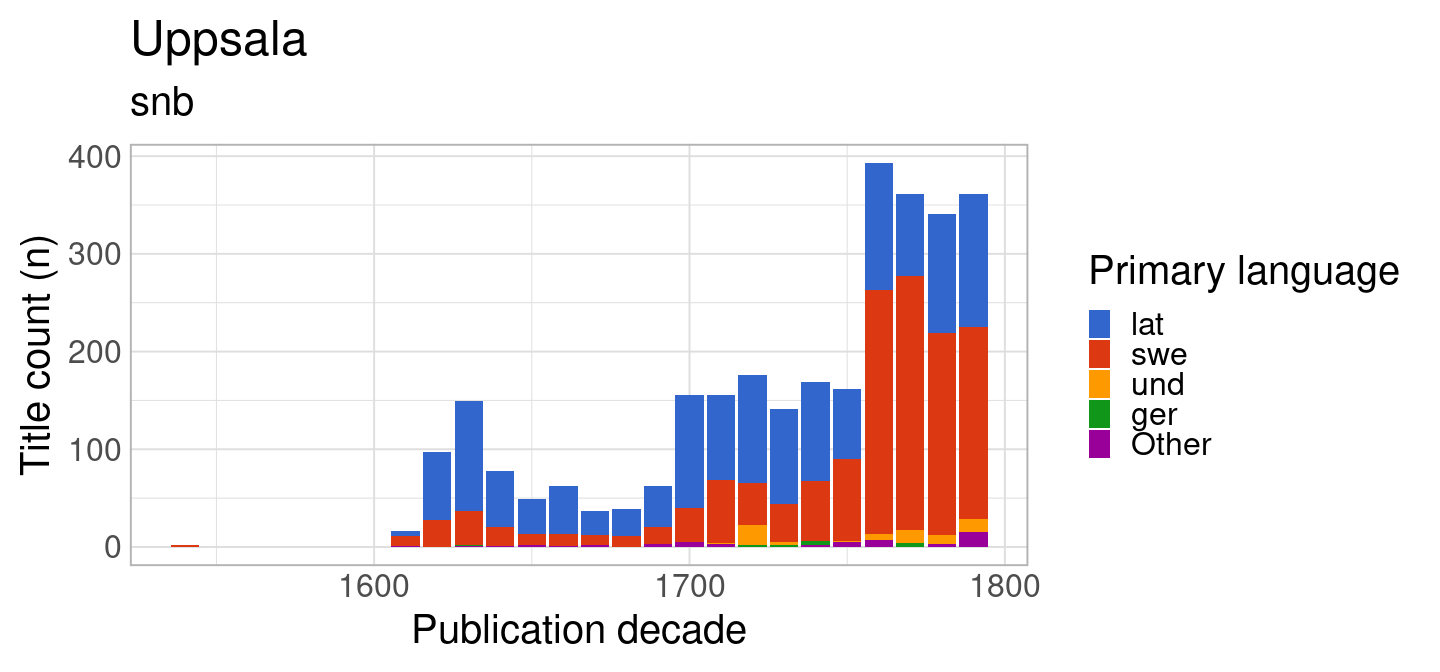 Uppsala
snb
400
300
200
100
0
Title count (n)
1600 1700 1800
Publication decade
Primary language
lat
swe
und
ger
Other